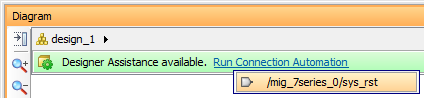 Diagram
design_1
Designer Assistance available. Run Connection Automation
/mig_7series_0/sys_rst